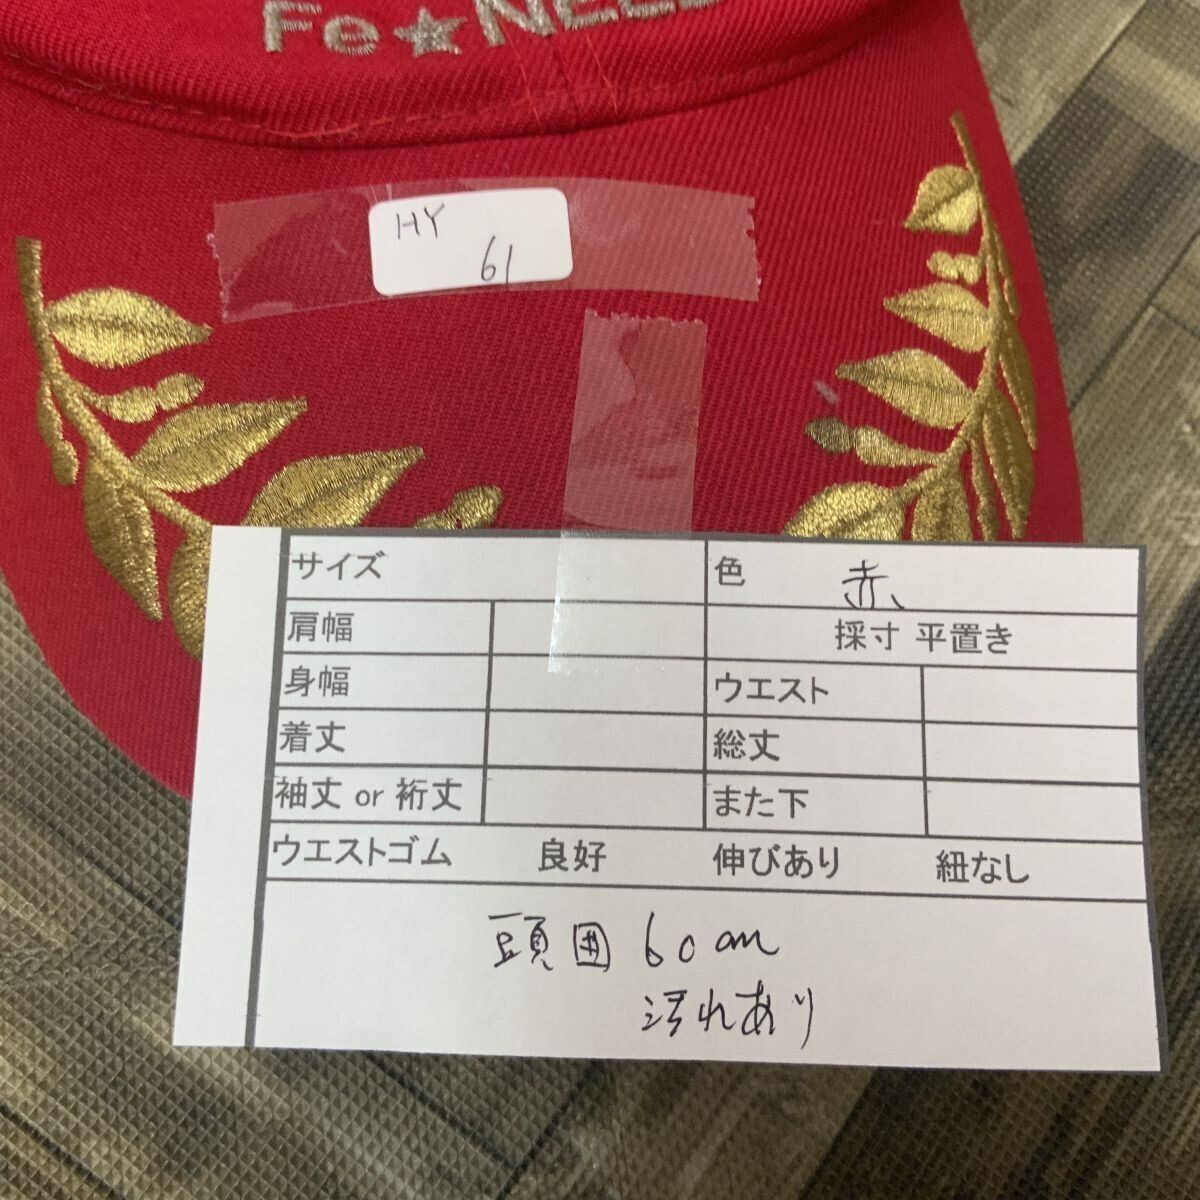 Fe★NEEL
HY
61
サイズ 色 赤
肩幅 採寸 平置き
身幅 ウエスト
着丈 総丈
袖丈 or 裄丈 また下
ウエストゴム 良好 伸びあり 紐なし
頭囲 60cm
汚れあり